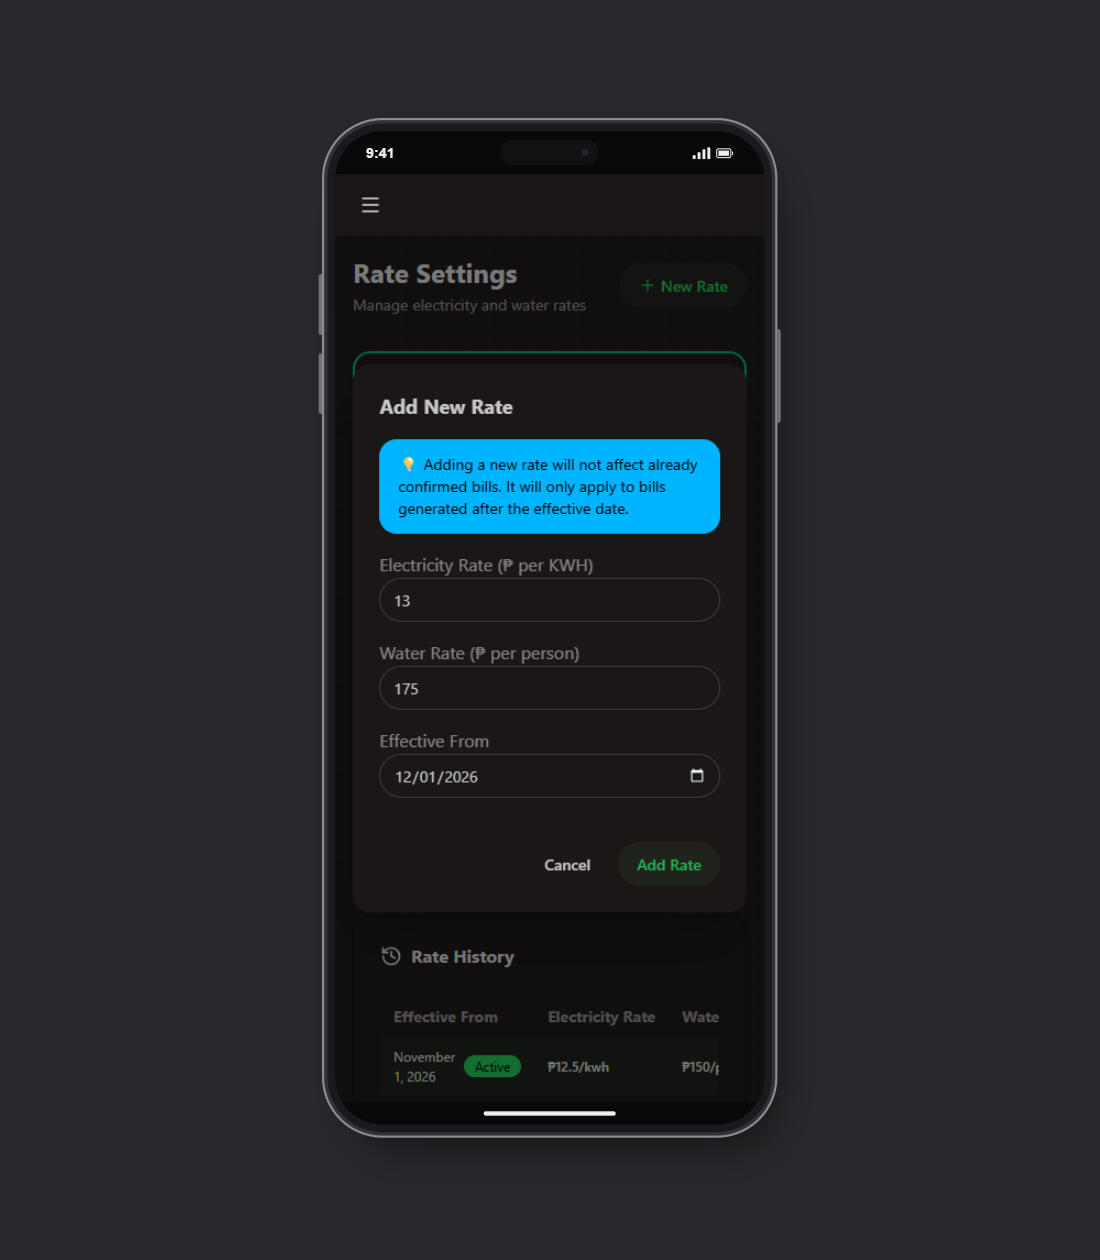 9:41
Rate Settings
+ New Rate
Manage electricity and water rates
Add New Rate
💡 Adding a new rate will not affect already
confirmed bills. It will only apply to bills
generated after the effective date.
Electricity Rate (₱ per KWH)
13
Water Rate (₱ per person)
175
Effective From
12/01/2026
Cancel
Add Rate
Rate History
Effective From Electricity Rate Wate
November
1, 2026
Active
₱12.5/kwh
₱150/p